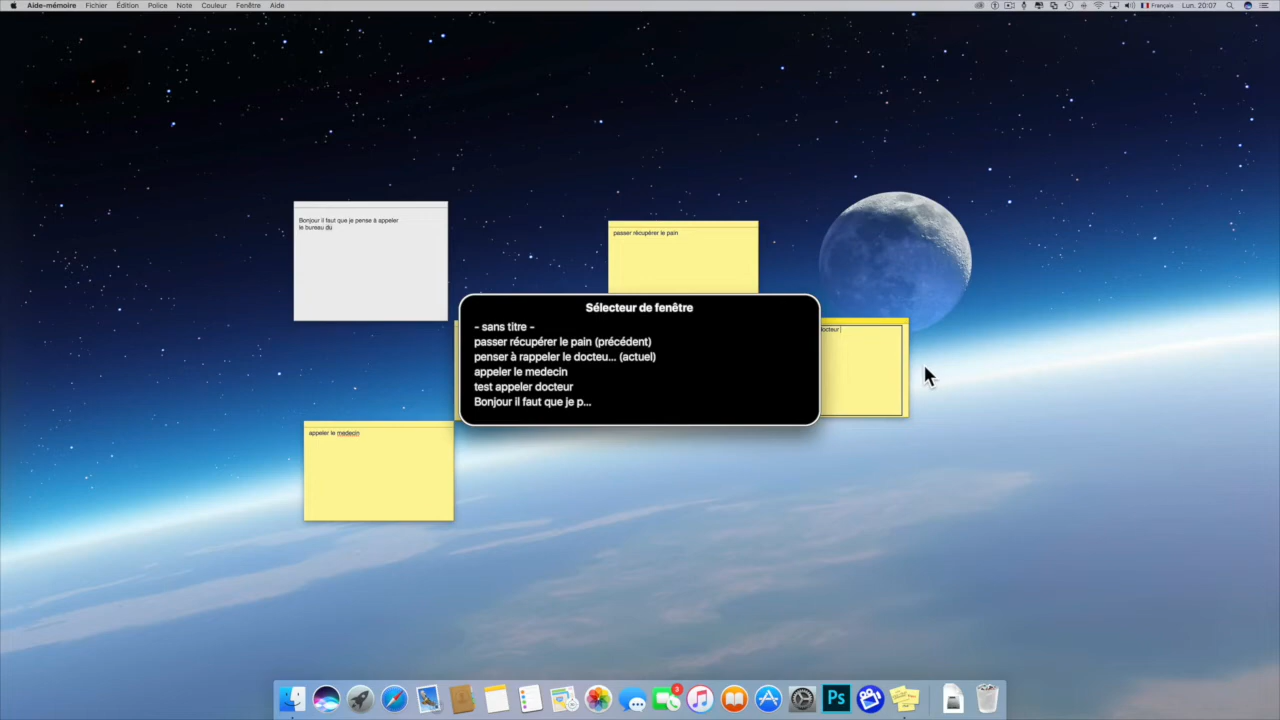 Aide-mémoire Fichier Édition Police Note Couleur Fenêtre Aide Français Lun. 20:07
Bonjour il faut que je pense à appeler
le bureau du
passer récupérer le pain
Sélecteur de fenêtre
- sans titre -
passer récupérer le pain (précédent)
penser à rappeler le docteu... (actuel)
appeler le medecin
test appeler docteur
Bonjour il faut que je p...
docteur
appeler le medecin
3
Ps